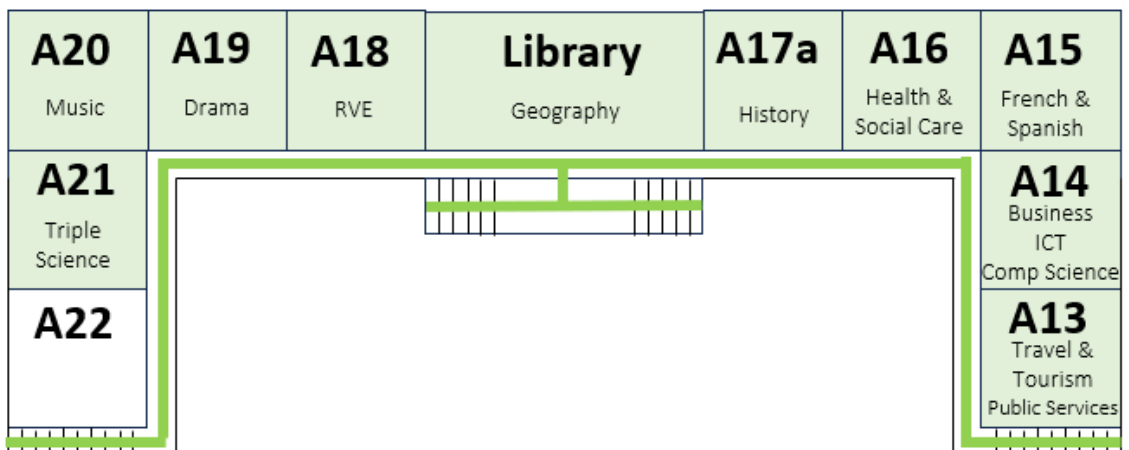 A20
Music
A19
Drama
A18
RVE
Library
Geography
A17a
History
A16
Health &
Social Care
A15
French &
Spanish
A21
Triple
Science
A14
Business
ICT
Comp Science
A22
A13
Travel &
Tourism
Public Services